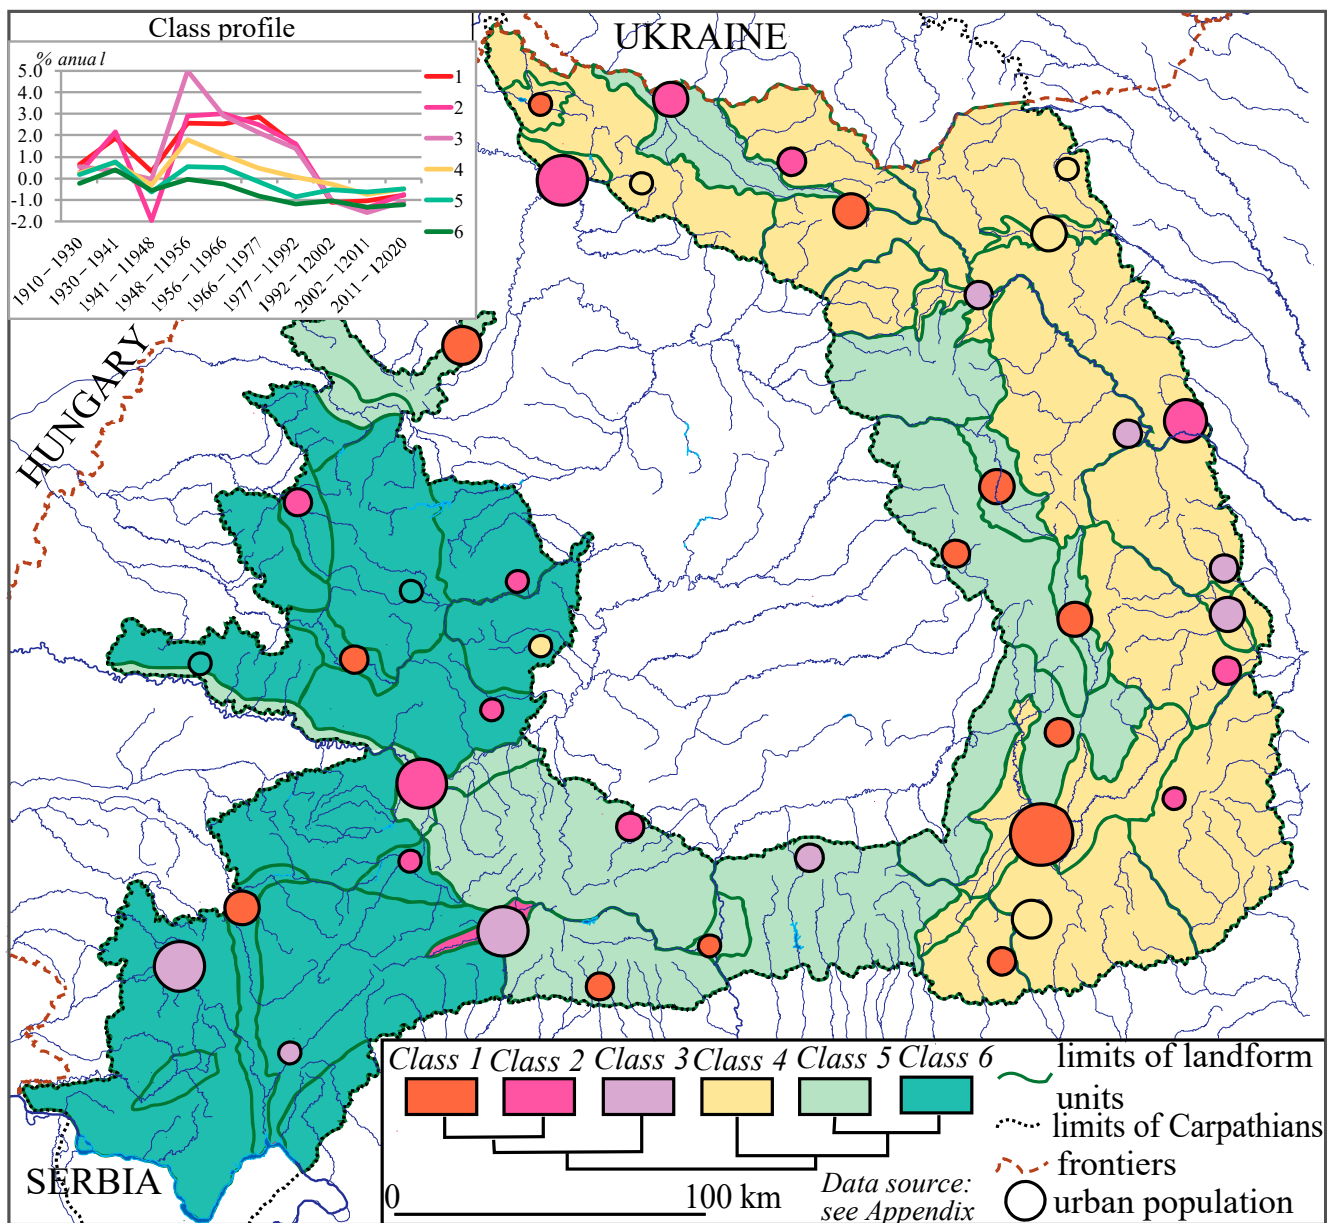 Class profile
UKRAINE
% anual
5.0
4.0
3.0
2.0
1.0
0.0
-1.0
-2.0
1
2
3
4
5
6
1910 – 1930
1930 – 1941
1941 – 11948
1948 – 11956
1956 – 11966
1966 – 11977
1977 – 11992
1992 – 12002
2002 – 12011
2011 – 12020
HUNGARY
SERBIA
Class 1 Class 2 Class 3 Class 4 Class 5 Class 6
limits of landform
units
limits of Carpathians
frontiers
urban population
0 100 km
Data source:
see Appendix